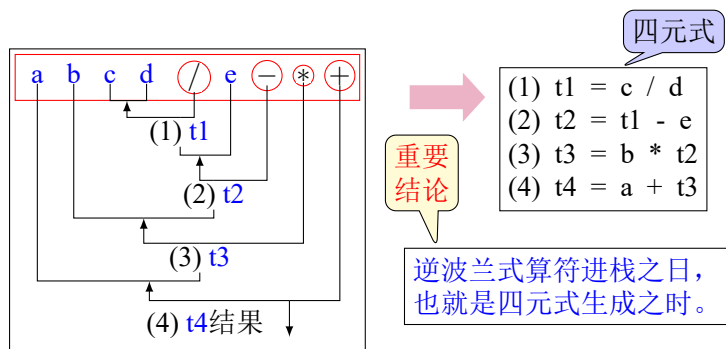 四元式
a b c d / e − * +
(1) t1
(2) t2
(3) t3
(4) t4结果
(1) t1 = c / d
(2) t2 = t1 - e
(3) t3 = b * t2
(4) t4 = a + t3
重要
结论
逆波兰式算符进栈之日，
也就是四元式生成之时。